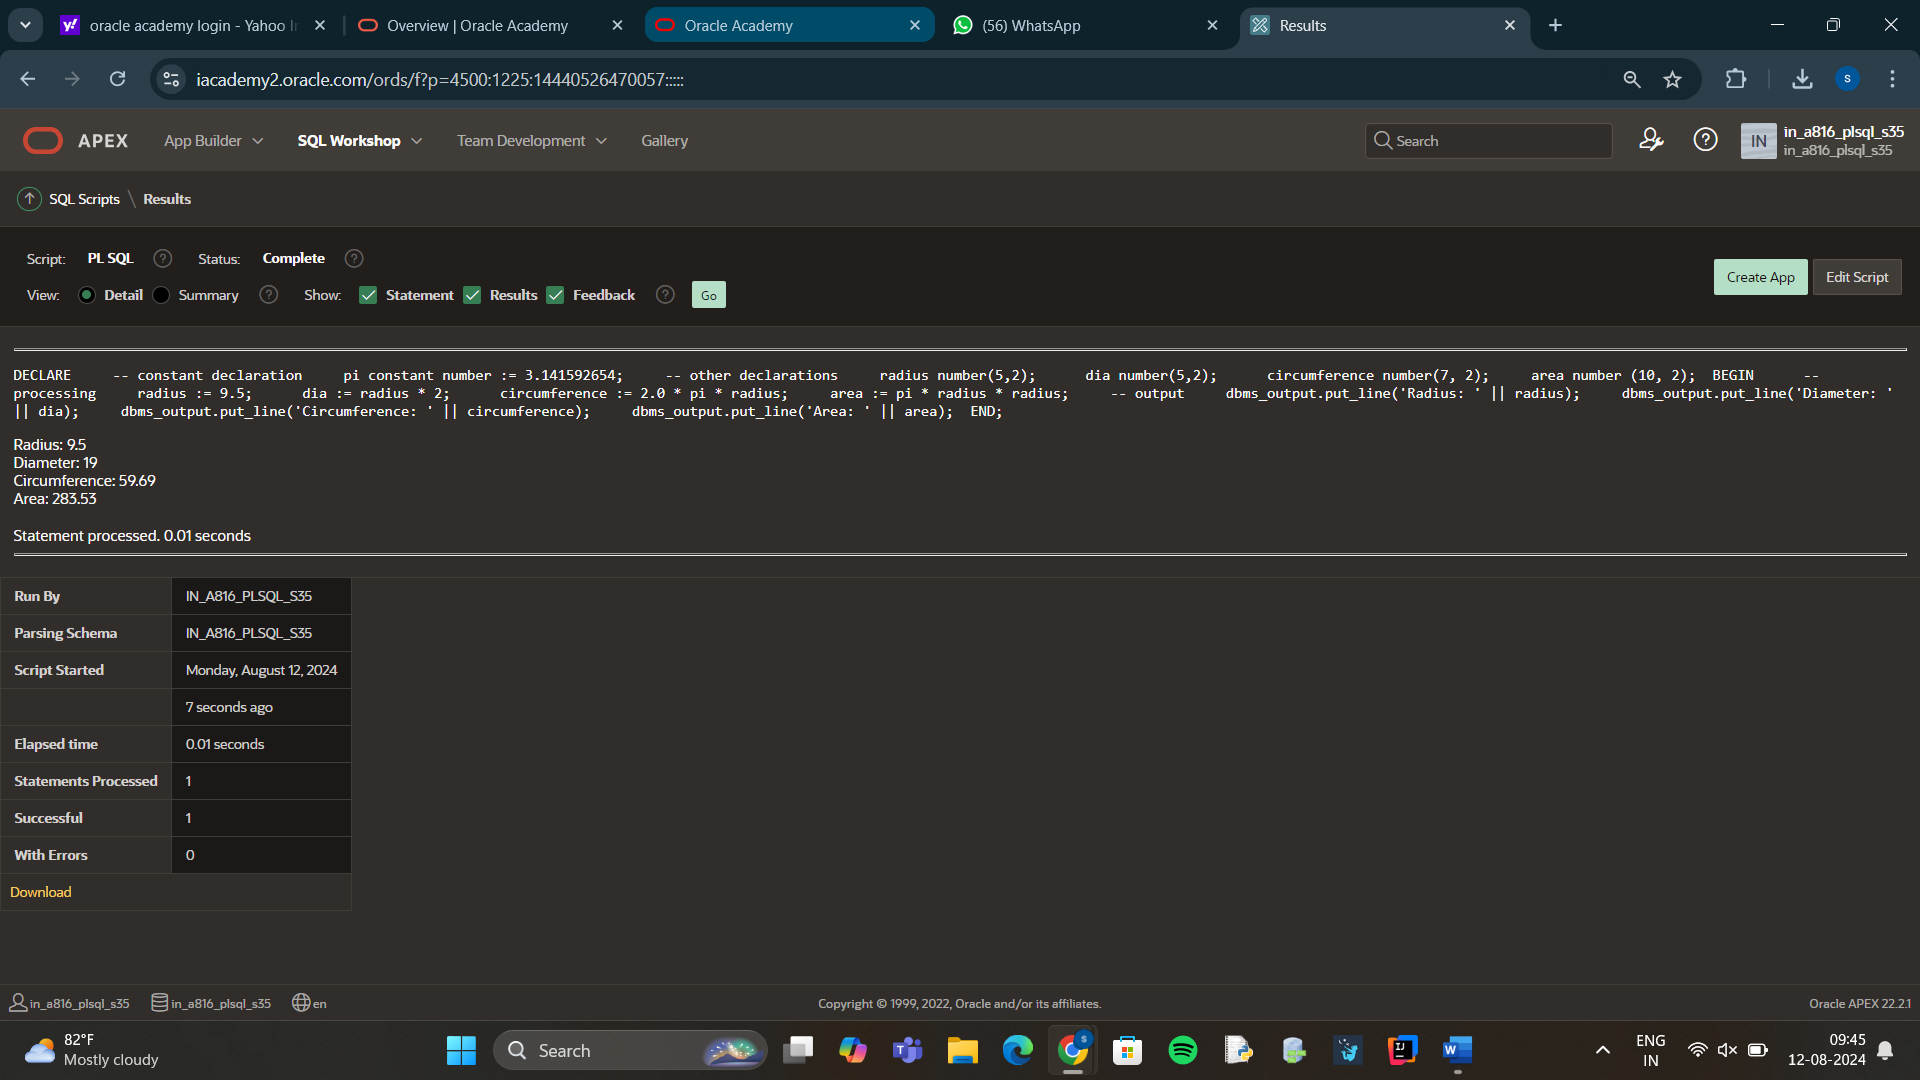 oracle academy login - Yahoo I
Overview | Oracle Academy
Oracle Academy
(56) WhatsApp
Results
iacademy2.oracle.com/ords/f?p=4500:1225:14440526470057:::::
S
APEX
App Builder
SQL Workshop
Team Development
Gallery
Search
IN
in_a816_plsql_s35
in_a816_plsql_s35
SQL Scripts \ Results
Script: PL SQL ? Status: Complete ?
View: Detail Summary ? Show: Statement Results Feedback ? Go
Create App
Edit Script
DECLARE     -- constant declaration     pi constant number := 3.141592654;     -- other declarations     radius number(5,2);      dia number(5,2);      circumference number(7, 2);     area number (10, 2);  BEGIN      --
processing     radius := 9.5;      dia := radius * 2;      circumference := 2.0 * pi * radius;     area := pi * radius * radius;     -- output     dbms_output.put_line('Radius: ' || radius);     dbms_output.put_line('Diameter: '
|| dia);     dbms_output.put_line('Circumference: ' || circumference);     dbms_output.put_line('Area: ' || area);  END;
Radius: 9.5
Diameter: 19
Circumference: 59.69
Area: 283.53
Statement processed. 0.01 seconds
Run By IN_A816_PLSQL_S35
Parsing Schema IN_A816_PLSQL_S35
Script Started Monday, August 12, 2024
7 seconds ago
Elapsed time 0.01 seconds
Statements Processed 1
Successful 1
With Errors 0
Download
in_a816_plsql_s35 in_a816_plsql_s35 en
Copyright © 1999, 2022, Oracle and/or its affiliates.
Oracle APEX 22.2.1
82°F
Mostly cloudy
Search
ENG
IN
09:45
12-08-2024